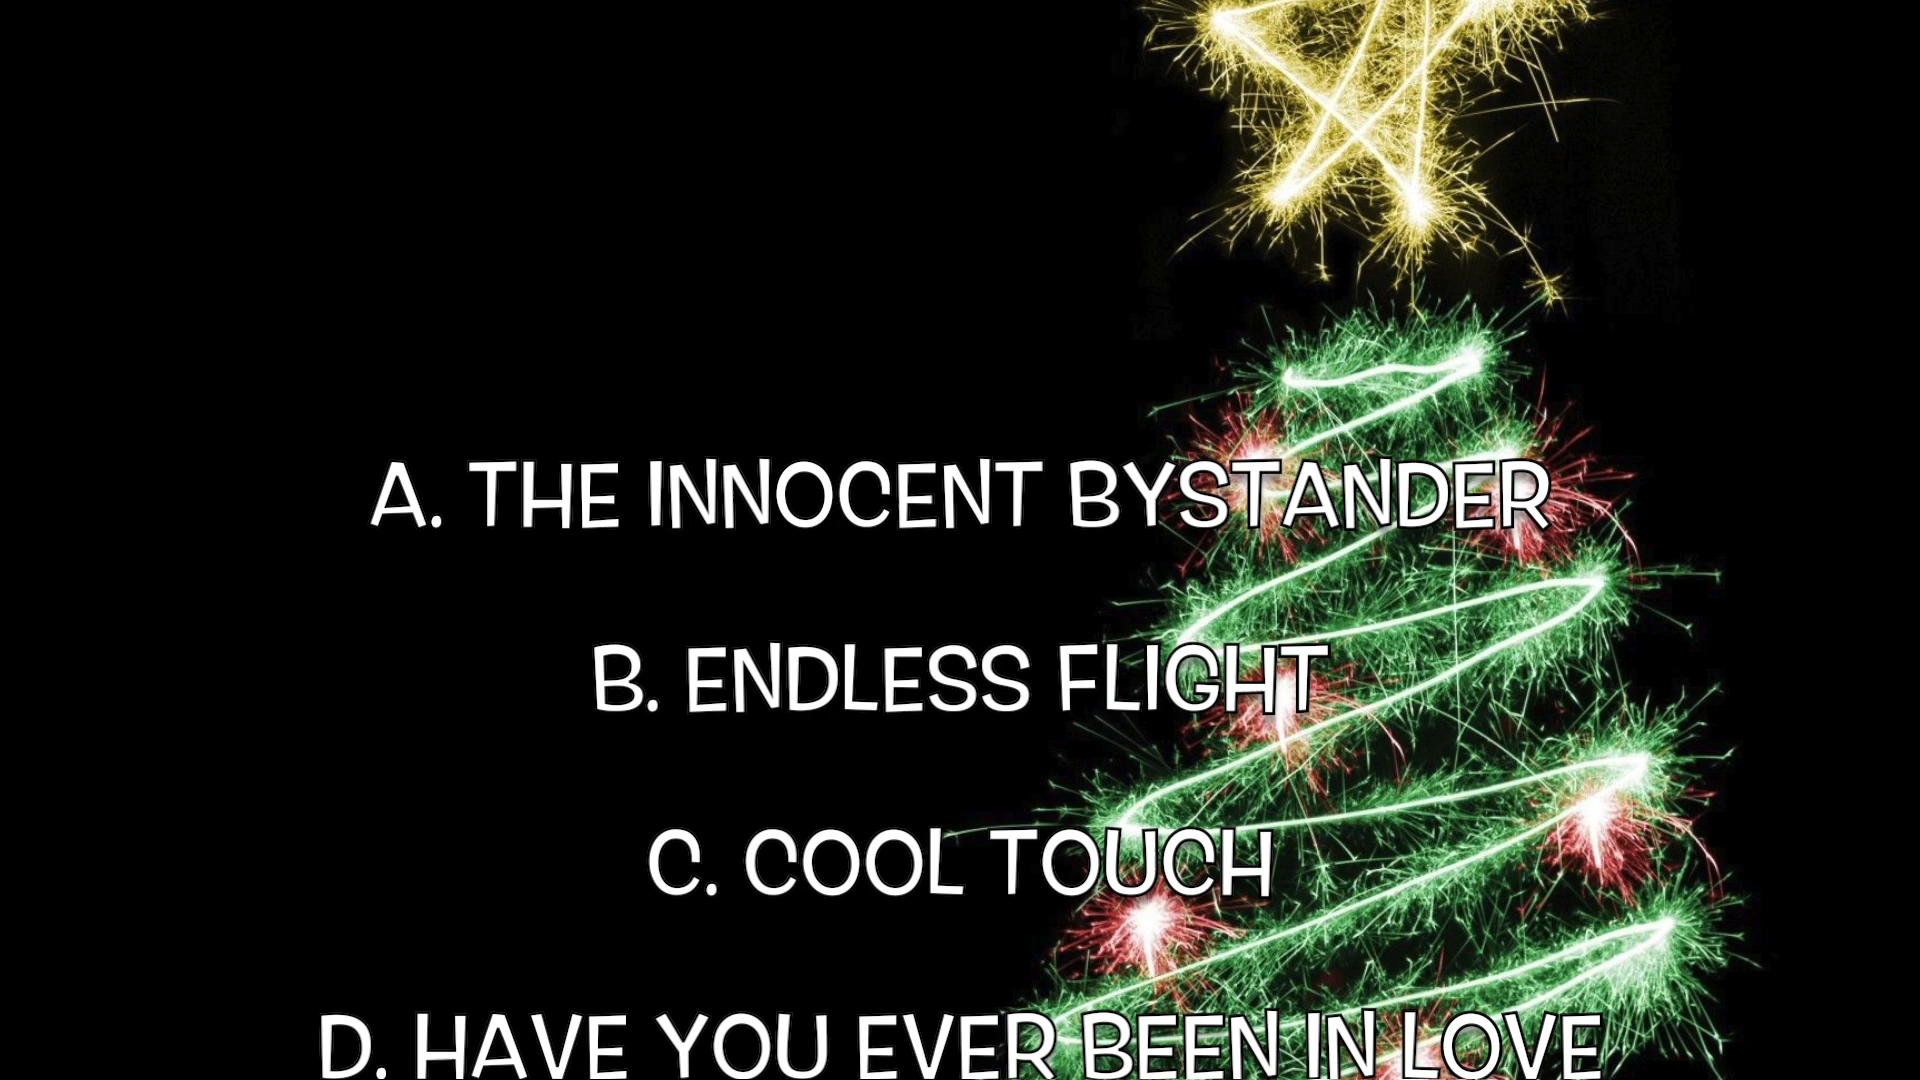 A. THE INNOCENT BYSTANDER
B. ENDLESS FLIGHT
C. COOL TOUCH
D. HAVE YOU EVER BEEN IN LOVE